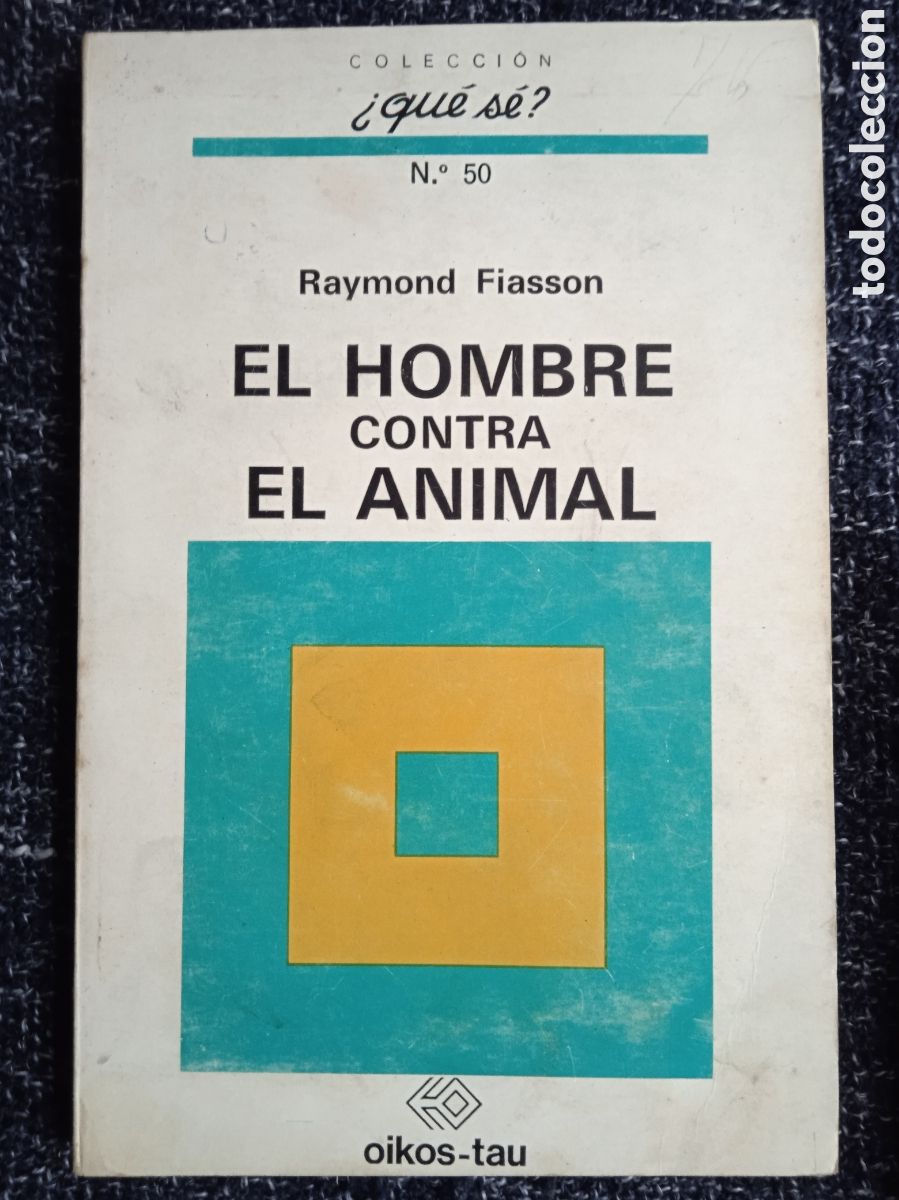 COLECCIÓN
¿qué sé?
N.º 50
Raymond Fiasson
EL HOMBRE
CONTRA
EL ANIMAL
oikos-tau
todocoleccion